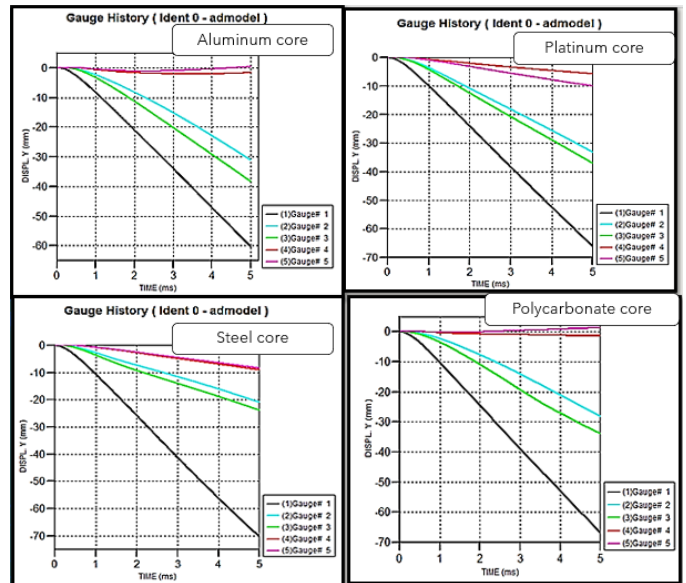 Gauge History ( Ident 0 - admodel )
Aluminum core
0
-10
-20
-30
-40
-50
-60
DISPL. Y (mm)
0 1 2 3 4 5
TIME (ms)
(1)Gauge# 1
(2)Gauge# 2
(3)Gauge# 3
(4)Gauge# 4
(5)Gauge# 5
Gauge History ( Ident 0 - admodel )
Platinum core
0
-10
-20
-30
-40
-50
-60
-70
DISPL. Y (mm)
0 1 2 3 4 5
TIME (ms)
(1)Gauge# 1
(2)Gauge# 2
(3)Gauge# 3
(4)Gauge# 4
(5)Gauge# 5
Gauge History ( Ident 0 - admodel )
Steel core
0
-10
-20
-30
-40
-50
-60
-70
DISPL. Y (mm)
0 1 2 3 4 5
TIME (ms)
(1)Gauge# 1
(2)Gauge# 2
(3)Gauge# 3
(4)Gauge# 4
(5)Gauge# 5
Gauge History ( Ident 0 - admodel )
Polycarbonate core
10
0
-10
-20
-30
-40
-50
-60
-70
DISPL. Y (mm)
0 1 2 3 4 5
TIME (ms)
(1)Gauge# 1
(2)Gauge# 2
(3)Gauge# 3
(4)Gauge# 4
(5)Gauge# 5